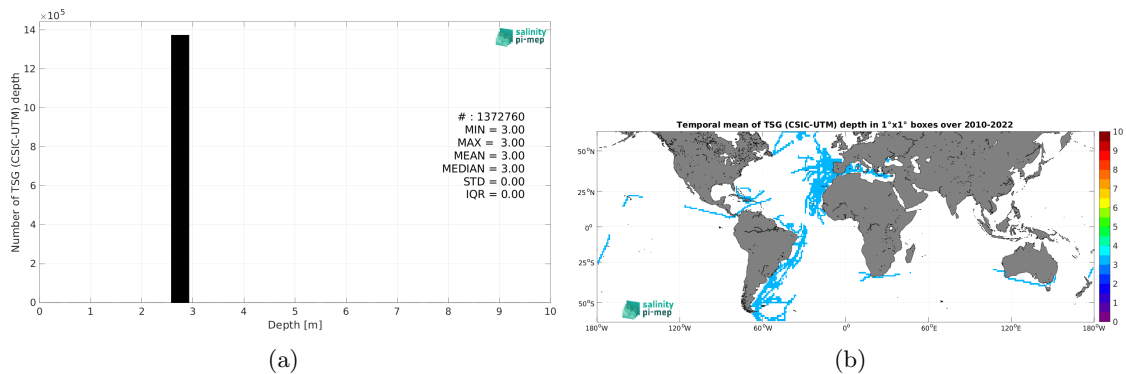 ×10⁵
14
12
10
8
6
4
2
0
Number of TSG (CSIC-UTM) depth
salinity
pi-mep
# : 1372760
MIN = 3.00
MAX = 3.00
MEAN = 3.00
MEDIAN = 3.00
STD = 0.00
IQR = 0.00
0 1 2 3 4 5 6 7 8 9 10
Depth [m]
(a)
Temporal mean of TSG (CSIC-UTM) depth in 1°x1° boxes over 2010-2022
50°N
25°N
0°
25°S
50°S
salinity
pi-mep
180°W 120°W 60°W 0° 60°E 120°E 180°E
10
9
8
7
6
5
4
3
2
1
0
(b)